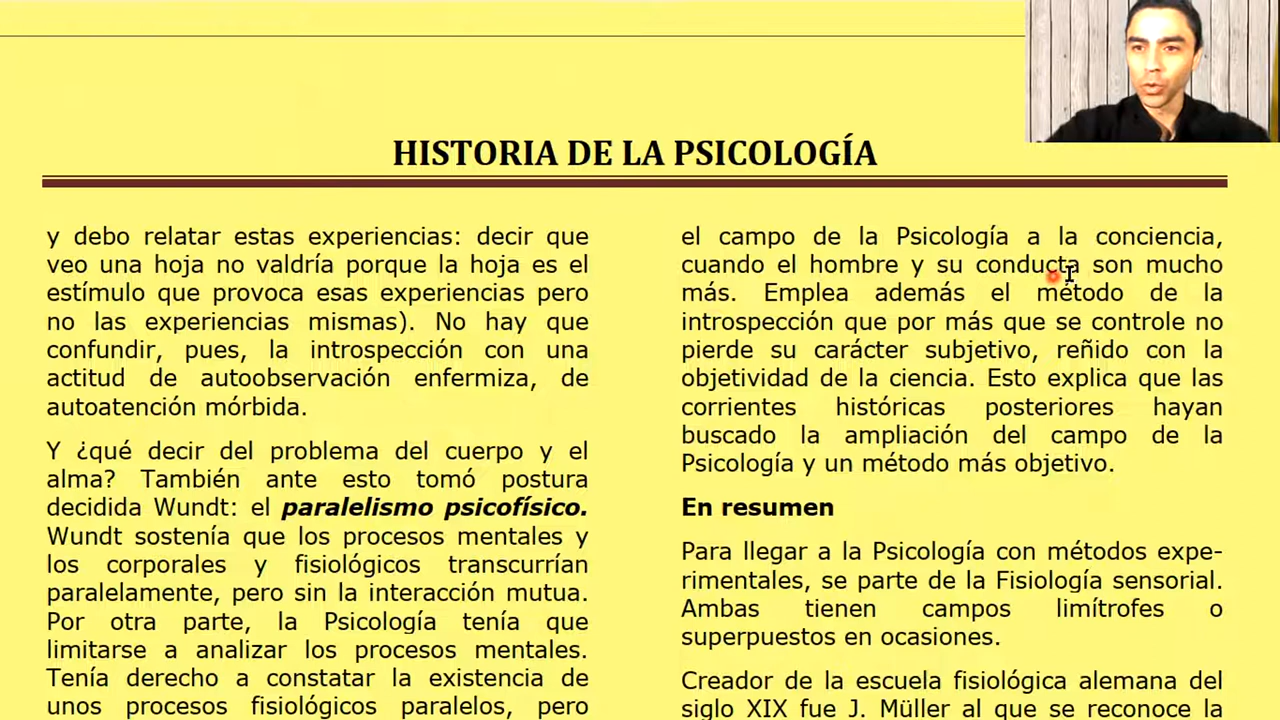 HISTORIA DE LA PSICOLOGÍA
y debo relatar estas experiencias: decir que
veo una hoja no valdría porque la hoja es el
estímulo que provoca esas experiencias pero
no las experiencias mismas). No hay que
confundir, pues, la introspección con una
actitud de autoobservación enfermiza, de
autoatención mórbida.
Y ¿qué decir del problema del cuerpo y el
alma? También ante esto tomó postura
decidida Wundt: el paralelismo psicofísico.
Wundt sostenía que los procesos mentales y
los corporales y fisiológicos transcurrían
paralelamente, pero sin la interacción mutua.
Por otra parte, la Psicología tenía que
limitarse a analizar los procesos mentales.
Tenía derecho a constatar la existencia de
unos procesos fisiológicos paralelos, pero
el campo de la Psicología a la conciencia,
cuando el hombre y su conducta son mucho
más. Emplea además el método de la
introspección que por más que se controle no
pierde su carácter subjetivo, reñido con la
objetividad de la ciencia. Esto explica que las
corrientes históricas posteriores hayan
buscado la ampliación del campo de la
Psicología y un método más objetivo.
En resumen
Para llegar a la Psicología con métodos expe-
rimentales, se parte de la Fisiología sensorial.
Ambas tienen campos limítrofes o
superpuestos en ocasiones.
Creador de la escuela fisiológica alemana del
siglo XIX fue J. Müller al que se reconoce la